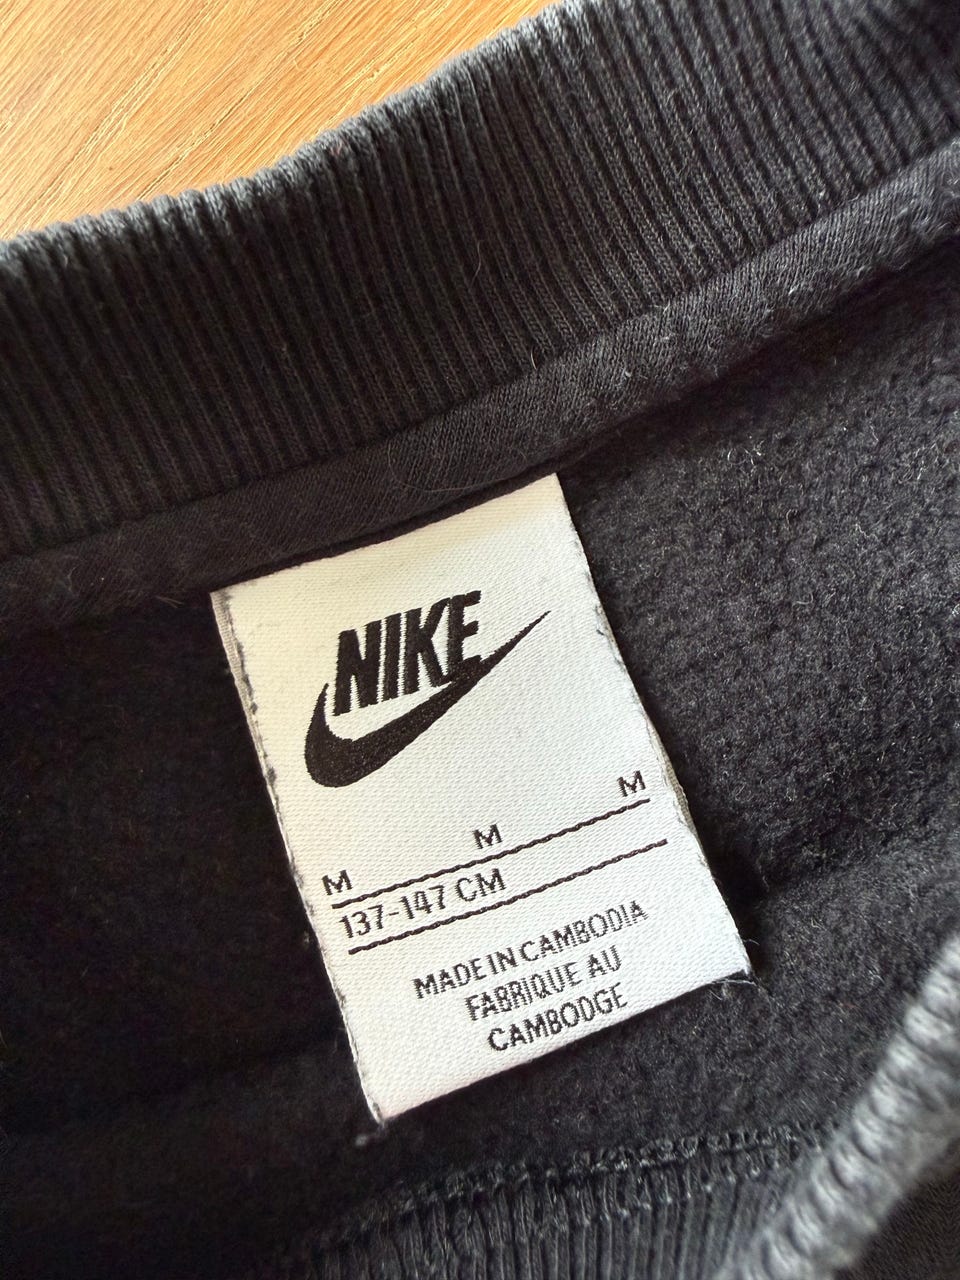 NIKE
M M M
137-147 CM
MADE IN CAMBODIA
FABRIQUE AU
CAMBODGE